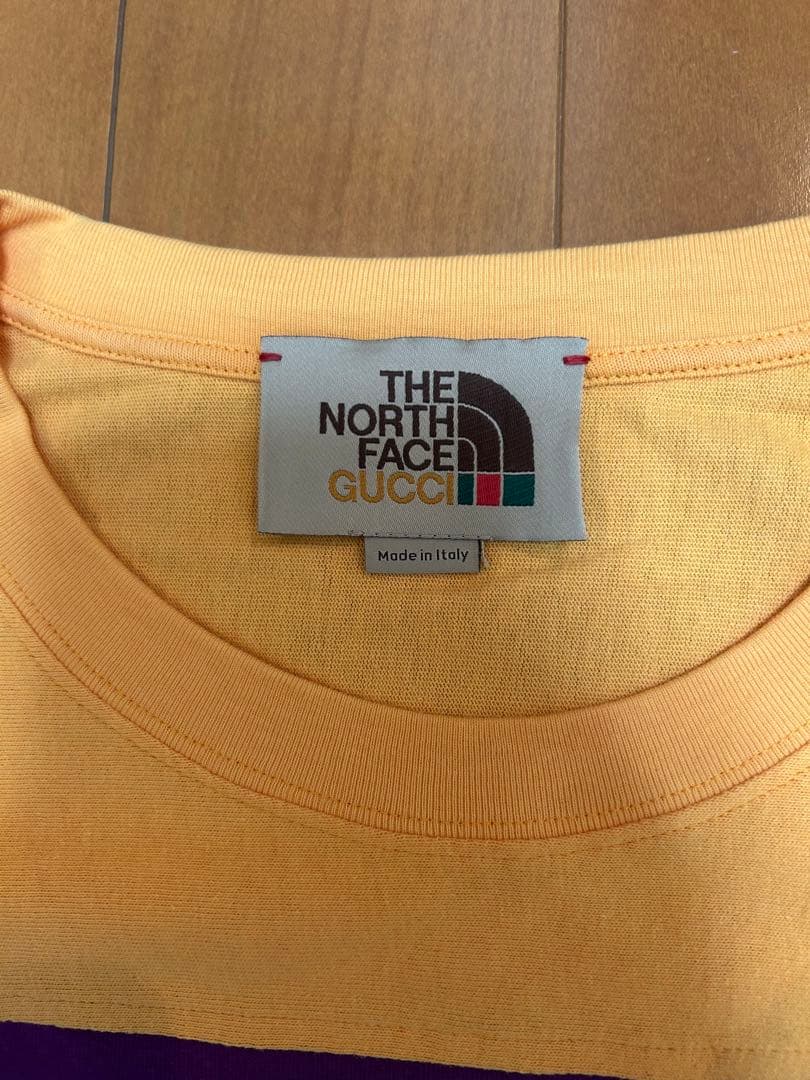 THE
NORTH
FACE
GUCCI
Made in Italy